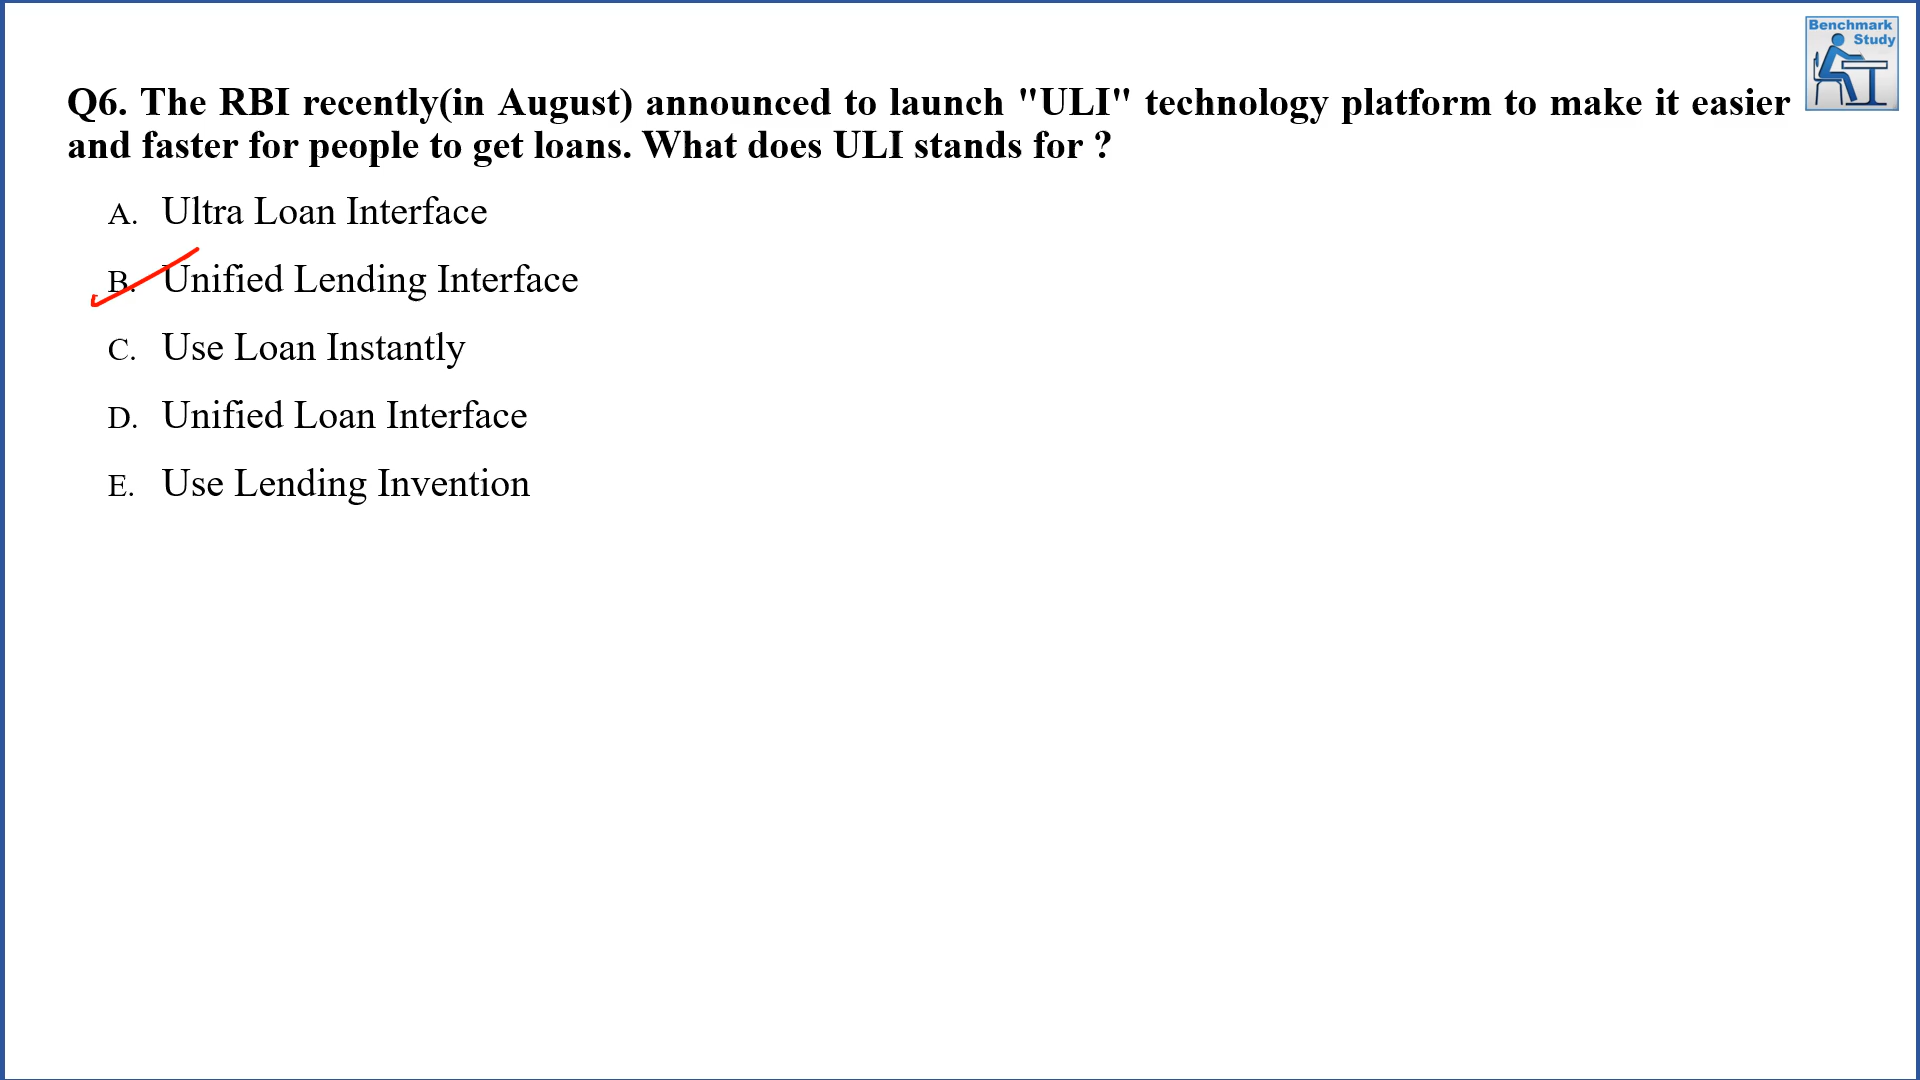 Benchmark
Study
Q6. The RBI recently(in August) announced to launch "ULI" technology platform to make it easier
and faster for people to get loans. What does ULI stands for ?
A. Ultra Loan Interface
B. Unified Lending Interface
C. Use Loan Instantly
D. Unified Loan Interface
E. Use Lending Invention